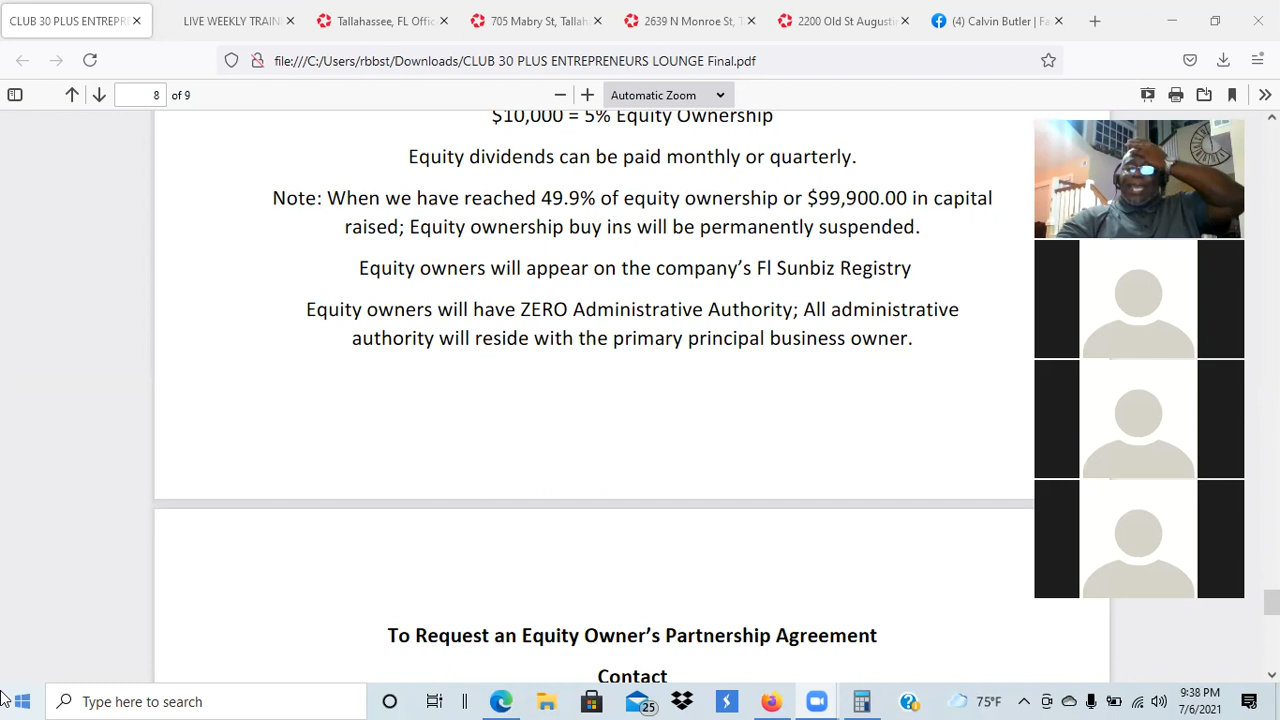 CLUB 30 PLUS ENTREPRE
LIVE WEEKLY TRAINI
Tallahassee, FL Offic
705 Mabry St, Tallah
2639 N Monroe St, T
2200 Old St Augustin
(4) Calvin Butler | Fa
file:///C:/Users/rbbst/Downloads/CLUB 30 PLUS ENTREPRENEURS LOUNGE Final.pdf
8 of 9
Automatic Zoom
$10,000 = 5% Equity Ownership
Equity dividends can be paid monthly or quarterly.
Note: When we have reached 49.9% of equity ownership or $99,900.00 in capital
raised; Equity ownership buy ins will be permanently suspended.
Equity owners will appear on the company’s Fl Sunbiz Registry
Equity owners will have ZERO Administrative Authority; All administrative
authority will reside with the primary principal business owner.
To Request an Equity Owner’s Partnership Agreement
Contact
Type here to search
25
75°F
9:38 PM
7/6/2021